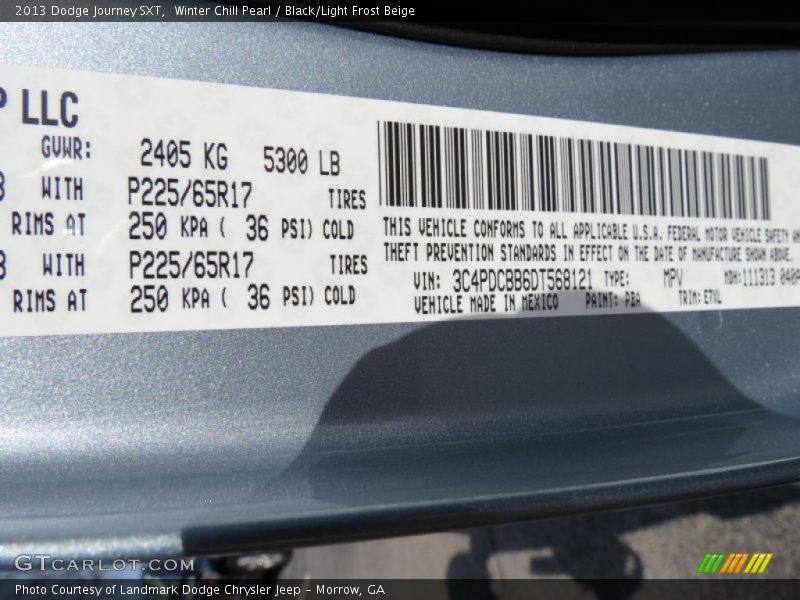 2013 Dodge Journey SXT, Winter Chill Pearl / Black/Light Frost Beige
P LLC
GVWR: 2405 KG 5300 LB
WITH P225/65R17 TIRES
RIMS AT 250 KPA ( 36 PSI) COLD
WITH P225/65R17 TIRES
RIMS AT 250 KPA ( 36 PSI) COLD
THIS VEHICLE CONFORMS TO ALL APPLICABLE U.S.A. FEDERAL MOTOR VEHICLE SAFETY AN
THEFT PREVENTION STANDARDS IN EFFECT ON THE DATE OF MANUFACTURE SHOWN ABOVE.
VIN: 3C4PDCBB6DT568121 TYPE: MPV MDH:111313 0404
VEHICLE MADE IN MEXICO PAINT: PBA TRIM: E7XL
GTCarLot.com
Photo Courtesy of Landmark Dodge Chrysler Jeep – Morrow, GA